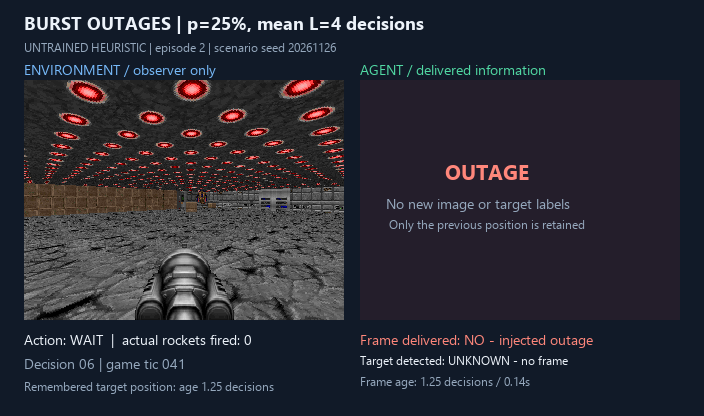 BURST OUTAGES | p=25%, mean L=4 decisions
UNTRAINED HEURISTIC | episode 2 | scenario seed 20261126
ENVIRONMENT / observer only
AGENT / delivered information
OUTAGE
No new image or target labels
Only the previous position is retained
Action: WAIT | actual rockets fired: 0
Decision 06 | game tic 041
Remembered target position: age 1.25 decisions
Frame delivered: NO - injected outage
Target detected: UNKNOWN - no frame
Frame age: 1.25 decisions / 0.14s